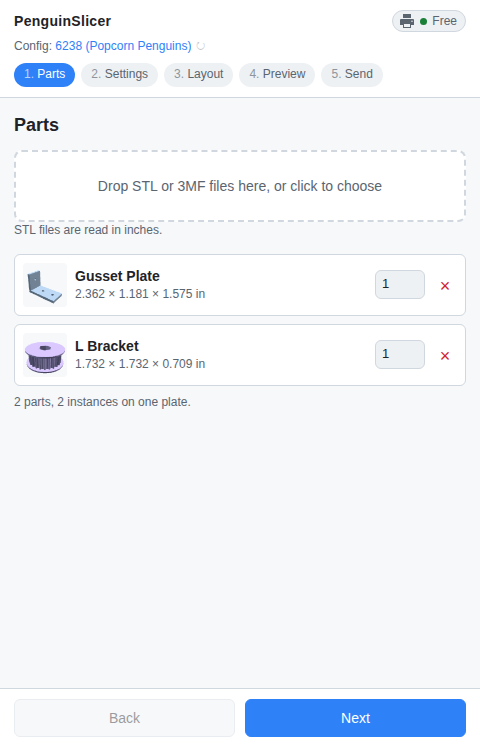 PenguinSlicer
Free
Config: 6238 (Popcorn Penguins)
1. Parts
2. Settings
3. Layout
4. Preview
5. Send
Parts
Drop STL or 3MF files here, or click to choose
STL files are read in inches.
Gusset Plate
2.362 × 1.181 × 1.575 in
1
×
L Bracket
1.732 × 1.732 × 0.709 in
1
×
2 parts, 2 instances on one plate.
Back
Next